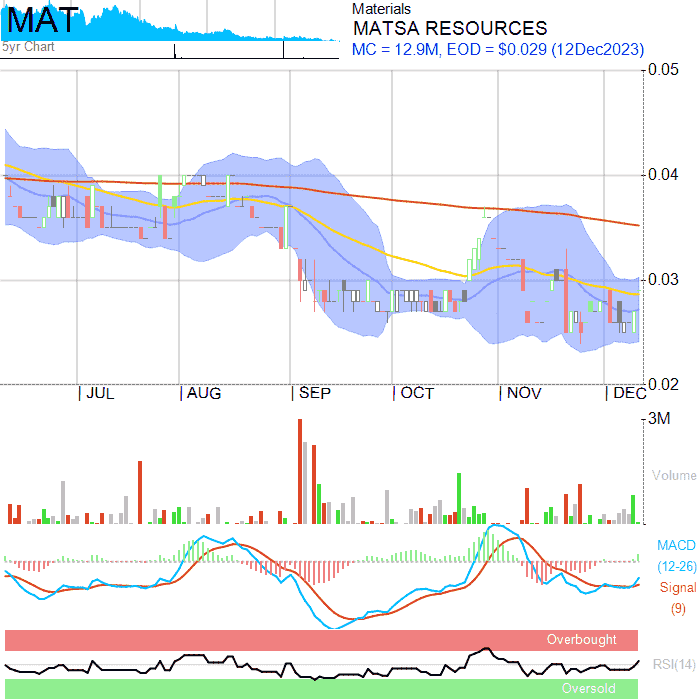 MAT
5yr Chart
Materials
MATSA RESOURCES
MC = 12.9M, EOD = $0.029 (12Dec2023)
0.05
0.04
0.03
0.02
JUL AUG SEP OCT NOV DEC
3M
Volume
MACD
(12-26)
Signal
(9)
Overbought
RSI(14)
Oversold